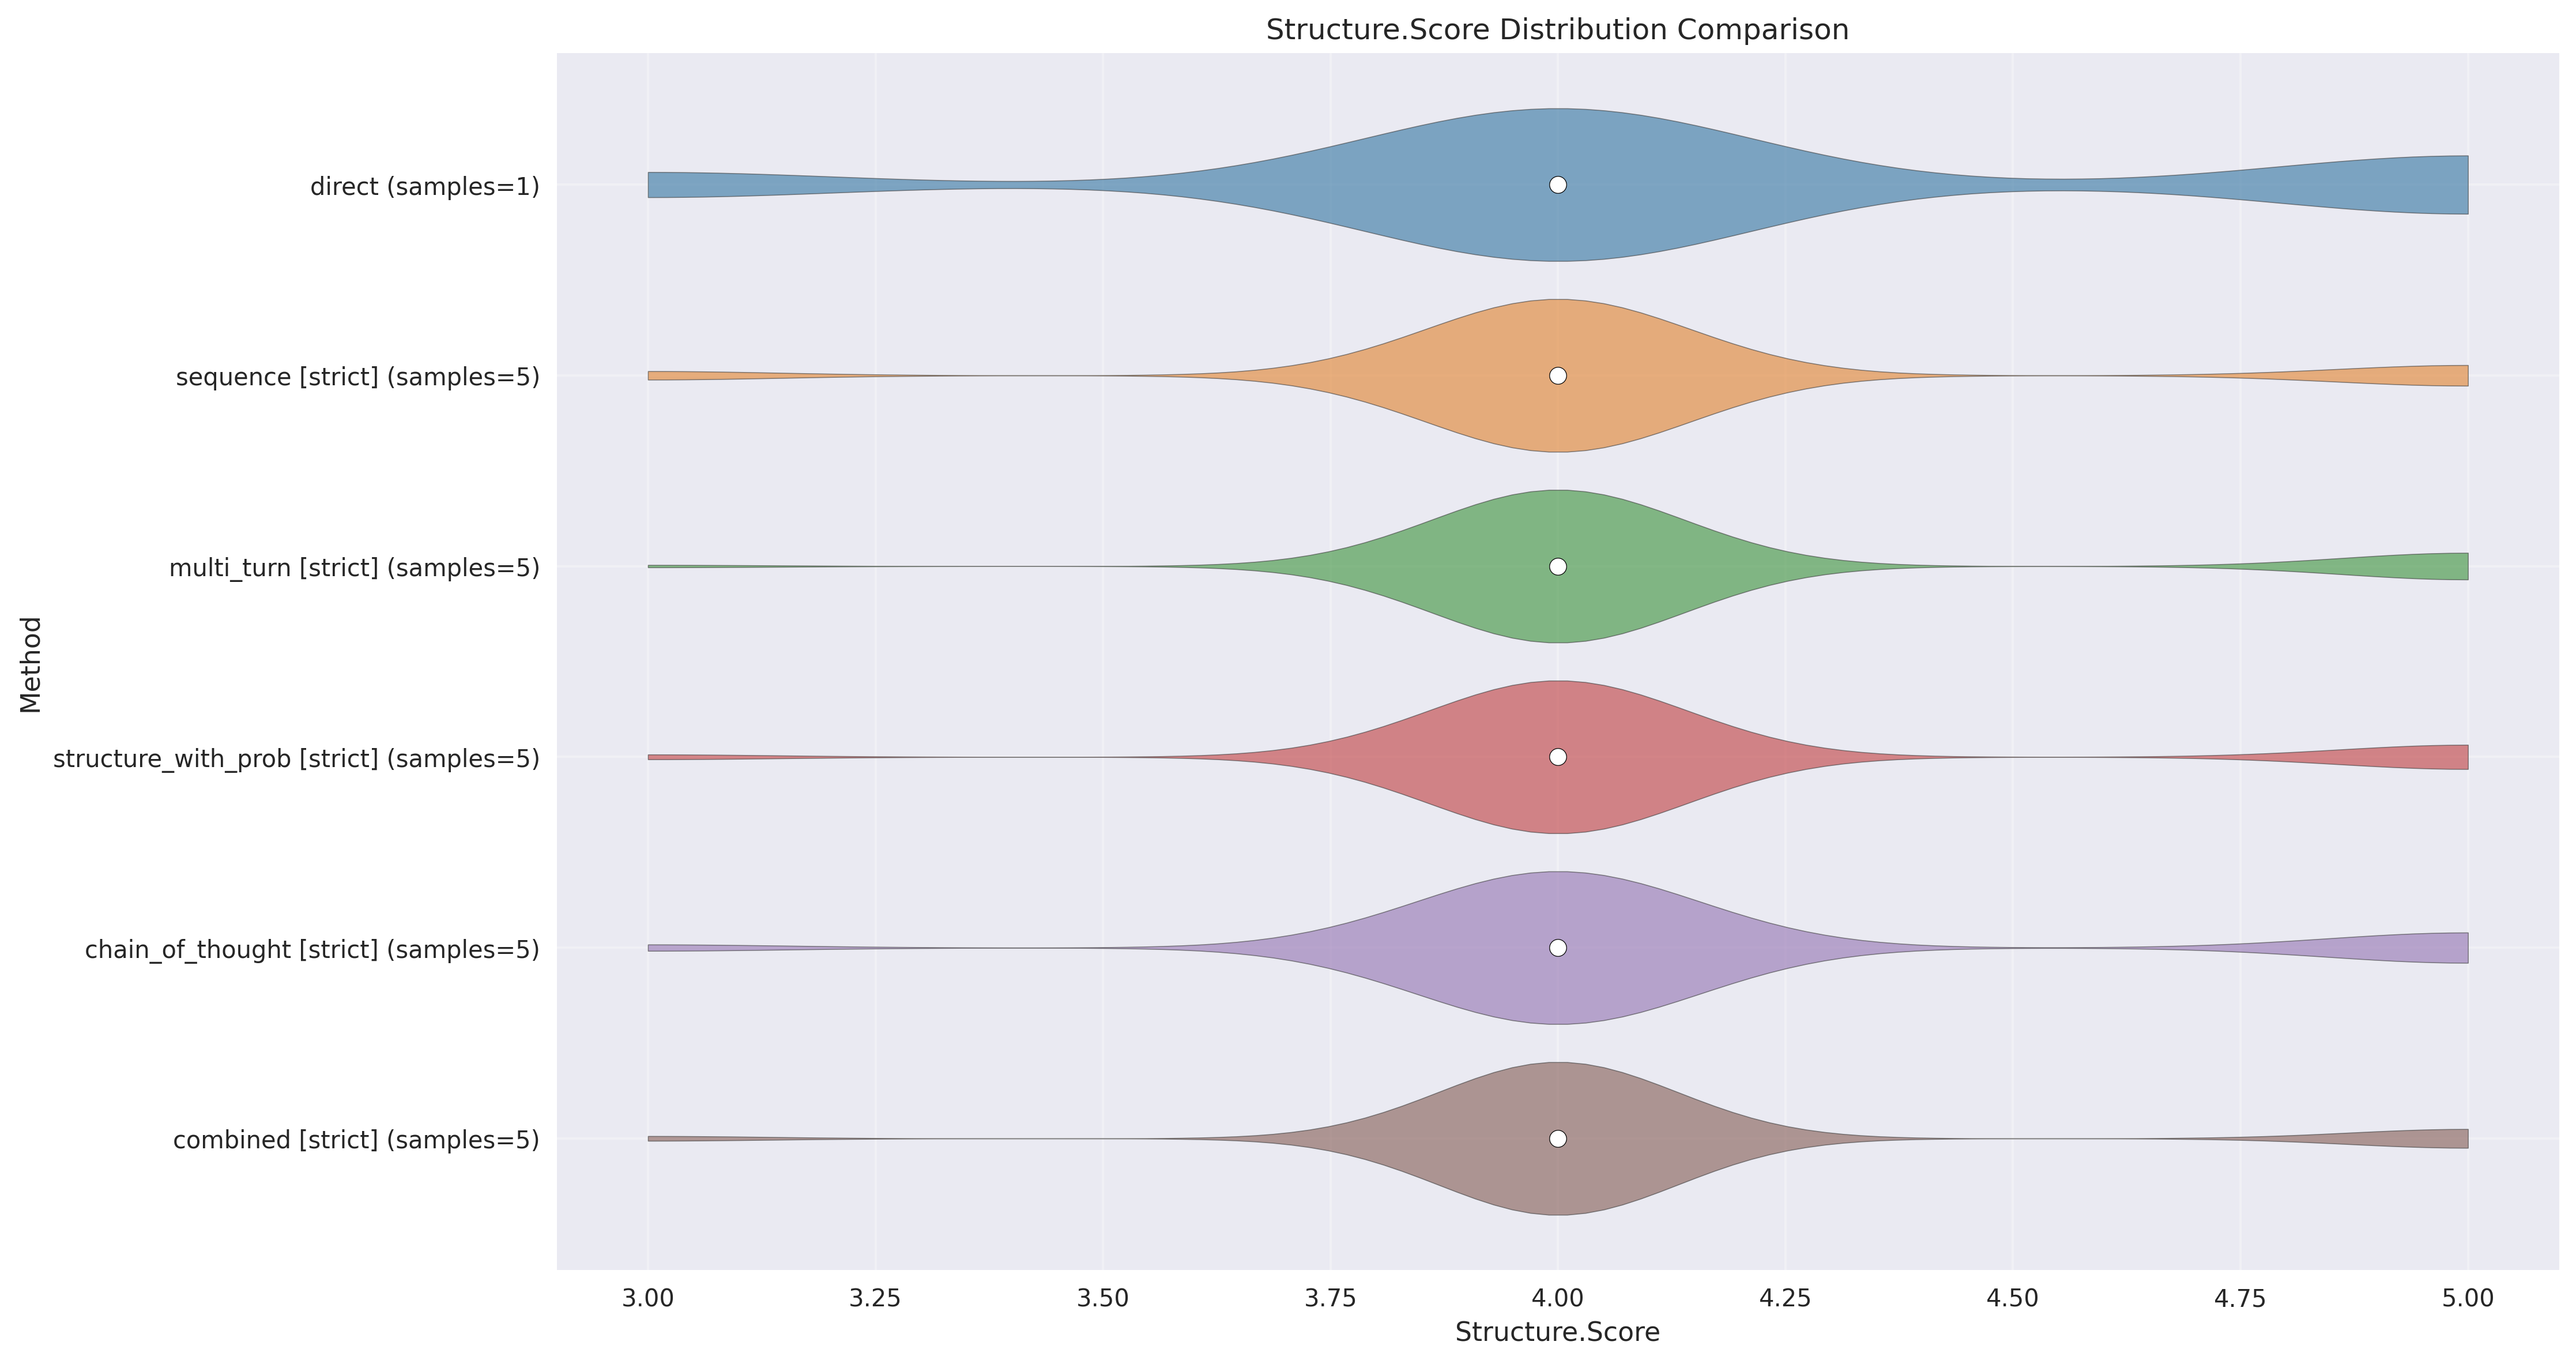 Structure.Score Distribution Comparison
Method
direct (samples=1)
sequence [strict] (samples=5)
multi_turn [strict] (samples=5)
structure_with_prob [strict] (samples=5)
chain_of_thought [strict] (samples=5)
combined [strict] (samples=5)
3.00 3.25 3.50 3.75 4.00 4.25 4.50 4.75 5.00
Structure.Score